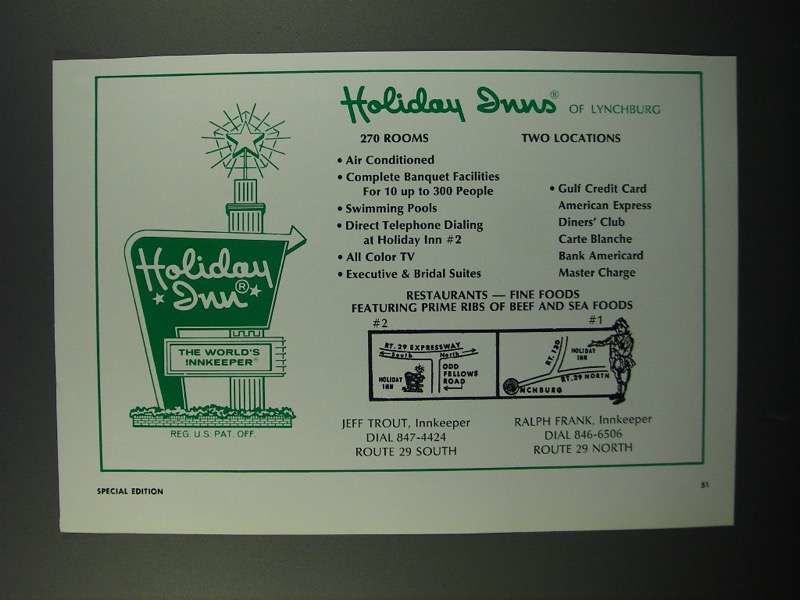 Holiday Inns® OF LYNCHBURG
270 ROOMS
• Air Conditioned
• Complete Banquet Facilities
For 10 up to 300 People
• Swimming Pools
• Direct Telephone Dialing
at Holiday Inn #2
• All Color TV
• Executive & Bridal Suites
TWO LOCATIONS
• Gulf Credit Card
American Express
Diners' Club
Carte Blanche
Bank Americard
Master Charge
Holiday
Inn®
THE WORLD'S
INNKEEPER®
REG. U.S. PAT. OFF.
RESTAURANTS — FINE FOODS
FEATURING PRIME RIBS OF BEEF AND SEA FOODS
#2
RT. 29 EXPRESSWAY
South North
HOLIDAY
INN
ODD
FELLOWS
ROAD
#1
RT. 130
HOLIDAY
INN
RT. 29 NORTH
NCHBURG
JEFF TROUT, Innkeeper
DIAL 847-4424
ROUTE 29 SOUTH
RALPH FRANK, Innkeeper
DIAL 846-6506
ROUTE 29 NORTH
SPECIAL EDITION
51